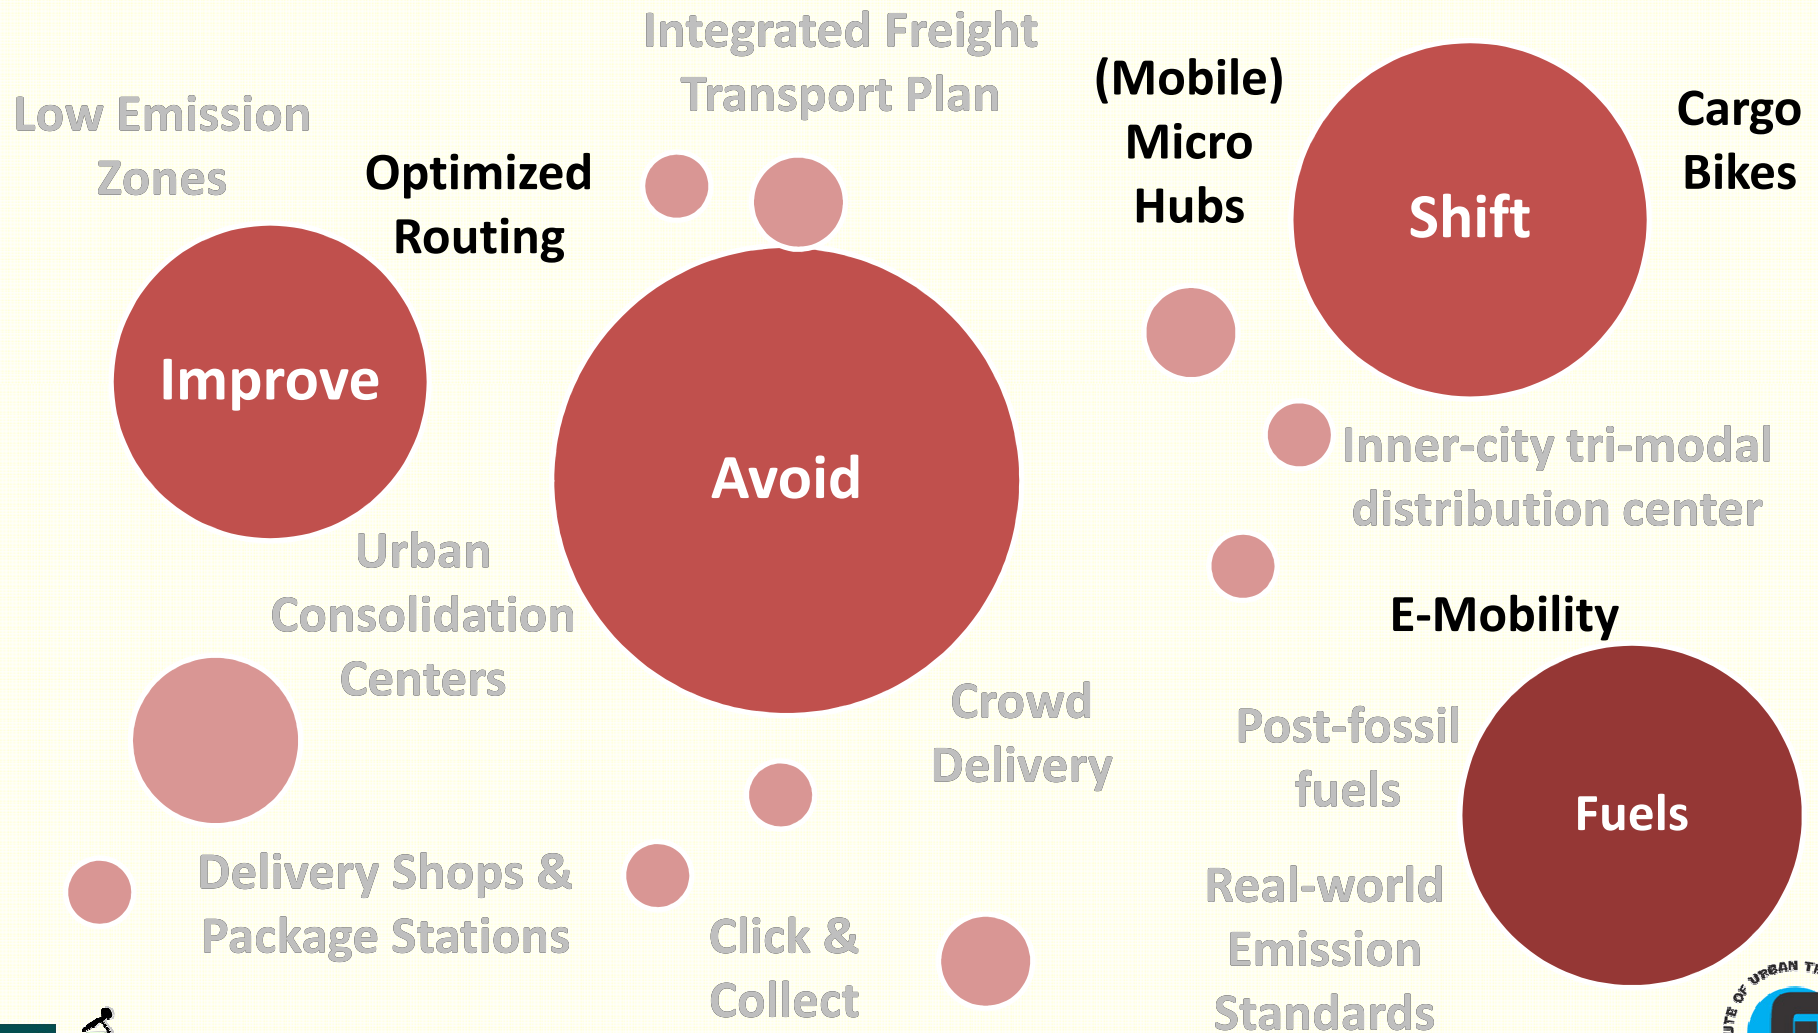 Integrated Freight
Transport Plan
Low Emission
Zones
Optimized
Routing
(Mobile)
Micro
Hubs
Shift
Cargo
Bikes
Improve
Avoid
Inner-city tri-modal
distribution center
Urban
Consolidation
Centers
E-Mobility
Crowd
Delivery
Post-fossil
fuels
Fuels
Delivery Shops &
Package Stations
Click &
Collect
Real-world
Emission
Standards
OF URBAN